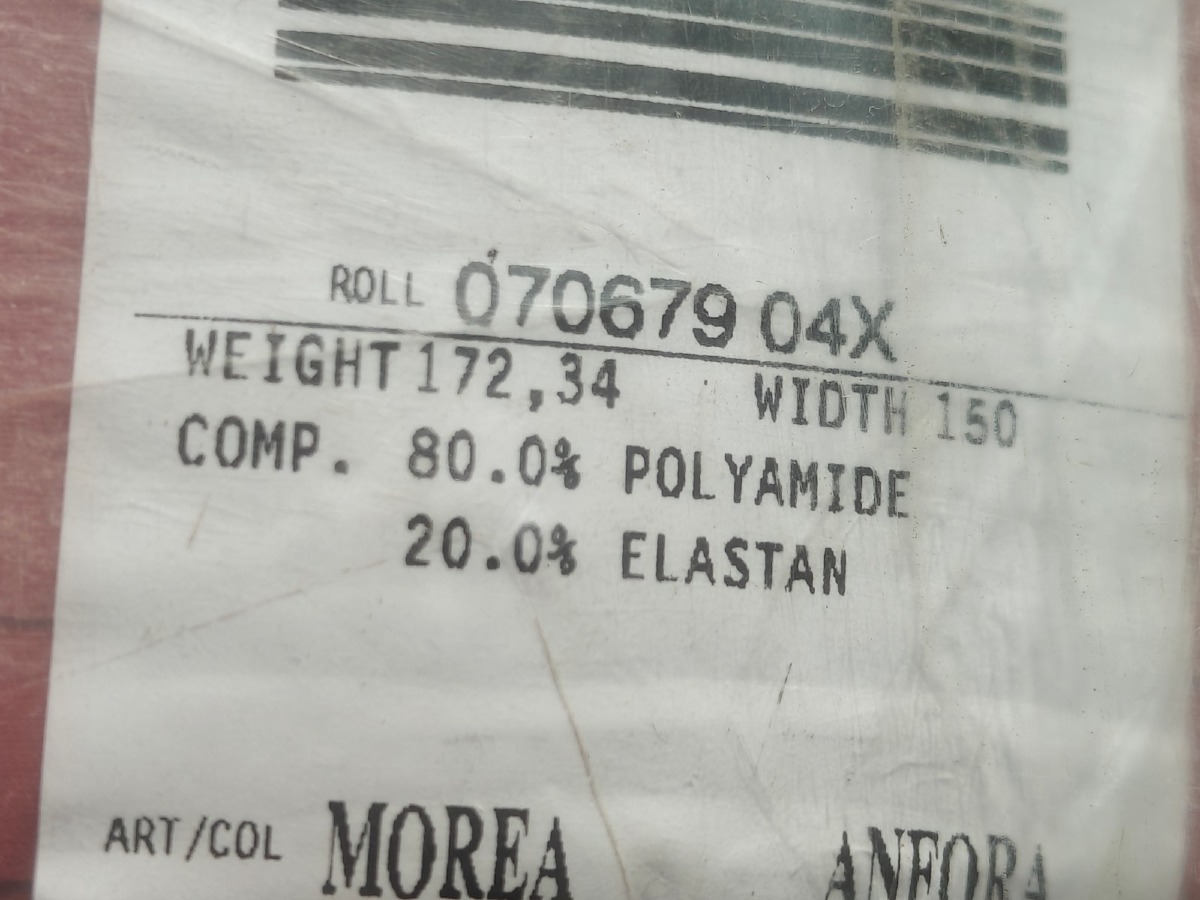 ROLL 070679 04X
WEIGHT 172,34 WIDTH 150
COMP. 80.0% POLYAMIDE
20.0% ELASTAN
ART/COL MOREA ANFORA